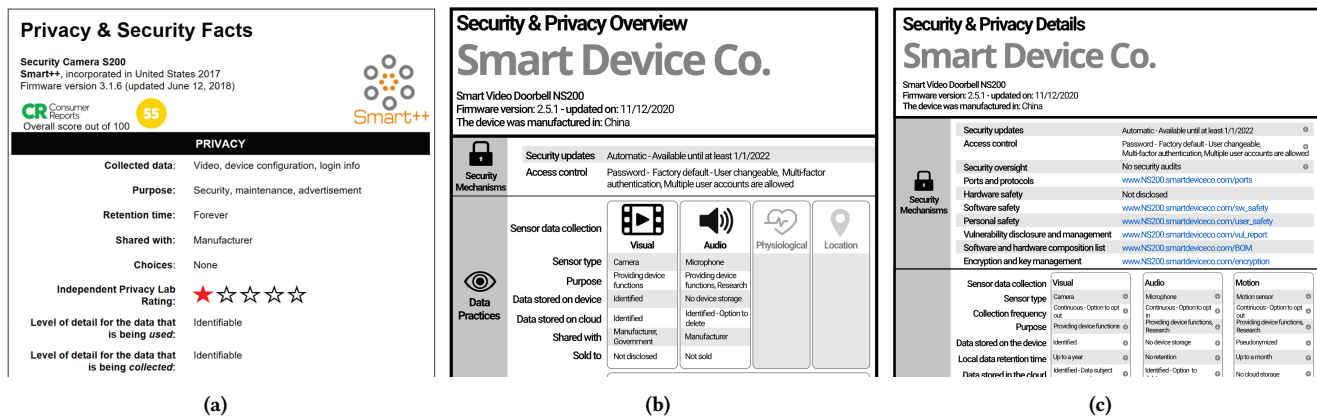 Privacy & Security Facts
Security Camera S200
Smart++, incorporated in United States 2017
Firmware version 3.1.6 (updated June 12, 2018)
CR Consumer Reports 55
Overall score out of 100
Smart++
PRIVACY
Collected data: Video, device configuration, login info
Purpose: Security, maintenance, advertisement
Retention time: Forever
Shared with: Manufacturer
Choices: None
Independent Privacy Lab
Rating:
Level of detail for the data that Identifiable
is being used:
Level of detail for the data that Identifiable
is being collected:
(a)
Security & Privacy Overview
Smart Device Co.
Smart Video Doorbell NS200
Firmware version: 2.5.1 - updated on: 11/12/2020
The device was manufactured in: China
Security
Mechanisms
Security updates Automatic - Available until at least 1/1/2022
Access control Password - Factory default - User changeable, Multi-factor
authentication, Multiple user accounts are allowed
Data
Practices
Sensor data collection Visual Audio Physiological Location
Sensor type Camera Microphone
Purpose Providing device functions Providing device functions, Research
Data stored on device Identified No device storage
Data stored on cloud Identified Identified - Option to delete
Shared with Manufacturer, Government Manufacturer
Sold to Not disclosed Not sold
(b)
Security & Privacy Details
Smart Device Co.
Smart Video Doorbell NS200
Firmware version: 2.5.1 - updated on: 11/12/2020
The device was manufactured in: China
Security
Mechanisms
Security updates Automatic - Available until at least 1/1/2022
Access control Password - Factory default - User changeable,
Multi-factor authentication, Multiple user accounts are allowed
Security oversight No security audits
Ports and protocols www.NS200.smartdeviceco.com/ports
Hardware safety Not disclosed
Software safety www.NS200.smartdeviceco.com/sw_safety
Personal safety www.NS200.smartdeviceco.com/user_safety
Vulnerability disclosure and management www.NS200.smartdeviceco.com/vul_report
Software and hardware composition list www.NS200.smartdeviceco.com/BOM
Encryption and key management www.NS200.smartdeviceco.com/encryption
Sensor data collection Visual Audio Motion
Sensor type Camera Microphone Motion sensor
Collection frequency Continuous - Option to opt out Continuous - Option to opt in Continuous - Option to opt out
Purpose Providing device functions Providing device functions, Research Providing device functions, Research
Data stored on the device Identified No device storage Pseudonymized
Local data retention time Up to a year No retention Up to a month
Data stored in the cloud Identified - Data subject Identified - Option to No cloud storage
(c)